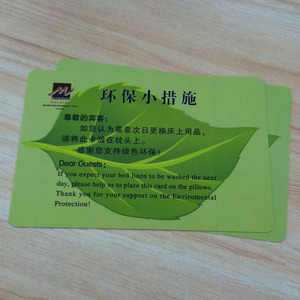 环保小措施
尊敬的宾客：
如您认为需要次日更换床上用品，
请将此卡放在枕头上。
感谢您支持绿色环保！
Dear Guests：
If you expect your bed linen to be washed the next
day, please help us to place this card on the pillows.
Thank you for your support on the Enviromental
Protection!